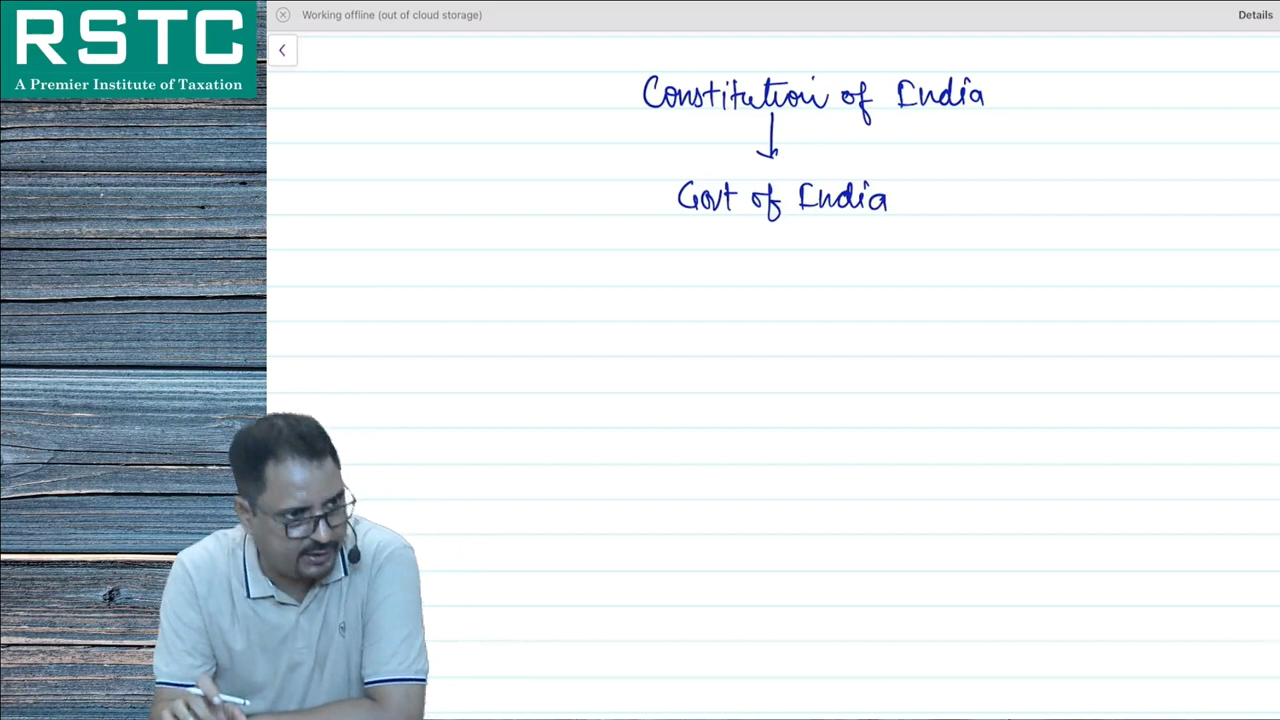 RSTC
A Premier Institute of Taxation
Working offline (out of cloud storage)
Details
Constitution of India
Govt of India